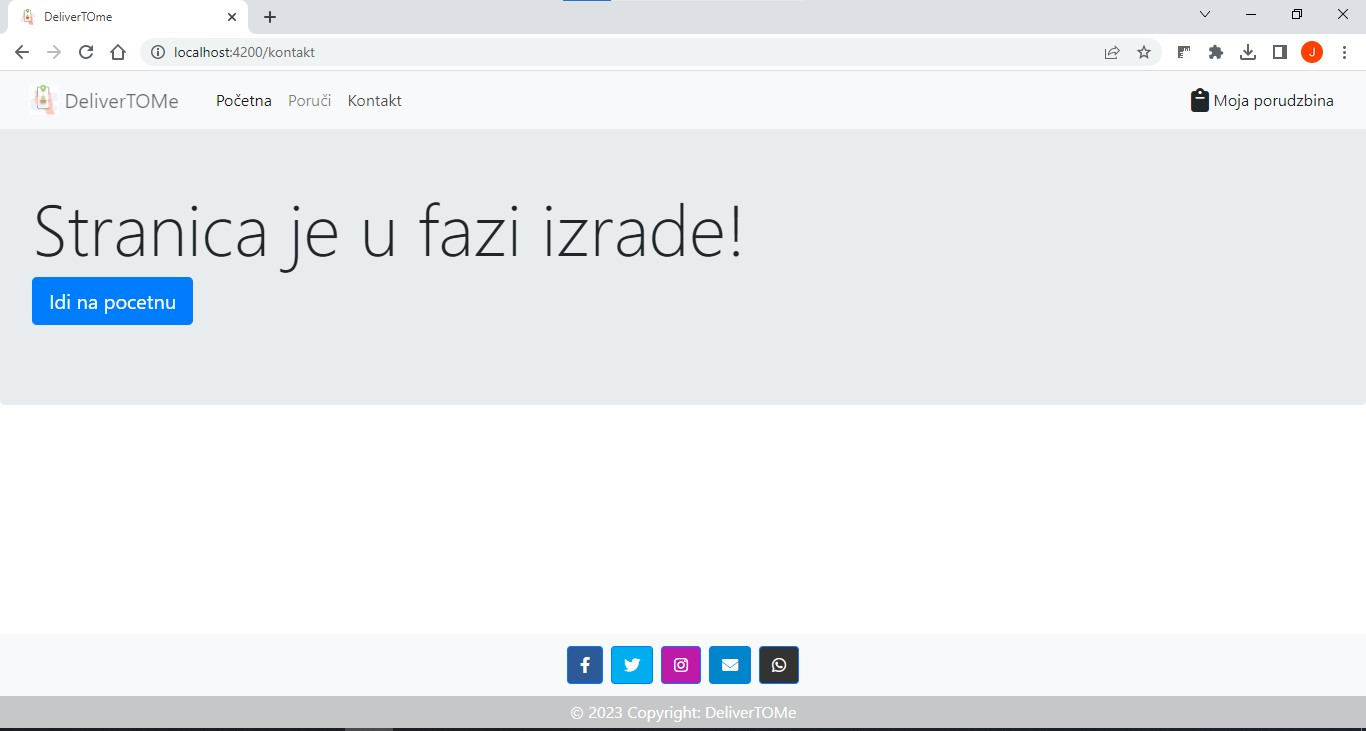 DeliverTOme
localhost:4200/kontakt
J
DeliverTOMe Početna Poruči Kontakt Moja porudzbina
Stranica je u fazi izrade!
Idi na pocetnu
© 2023 Copyright: DeliverTOMe